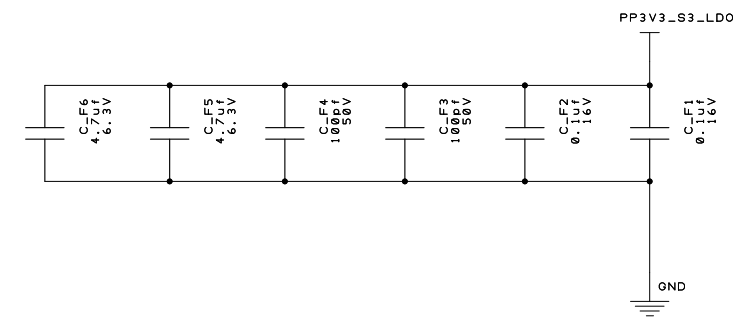 PP3V3_S3_LDO
C_F6
4.7uf
6.3V
C_F5
4.7uf
6.3V
C_F4
100pf
50V
C_F3
100pf
50V
C_F2
0.1uf
16V
C_F1
0.1uf
16V
GND